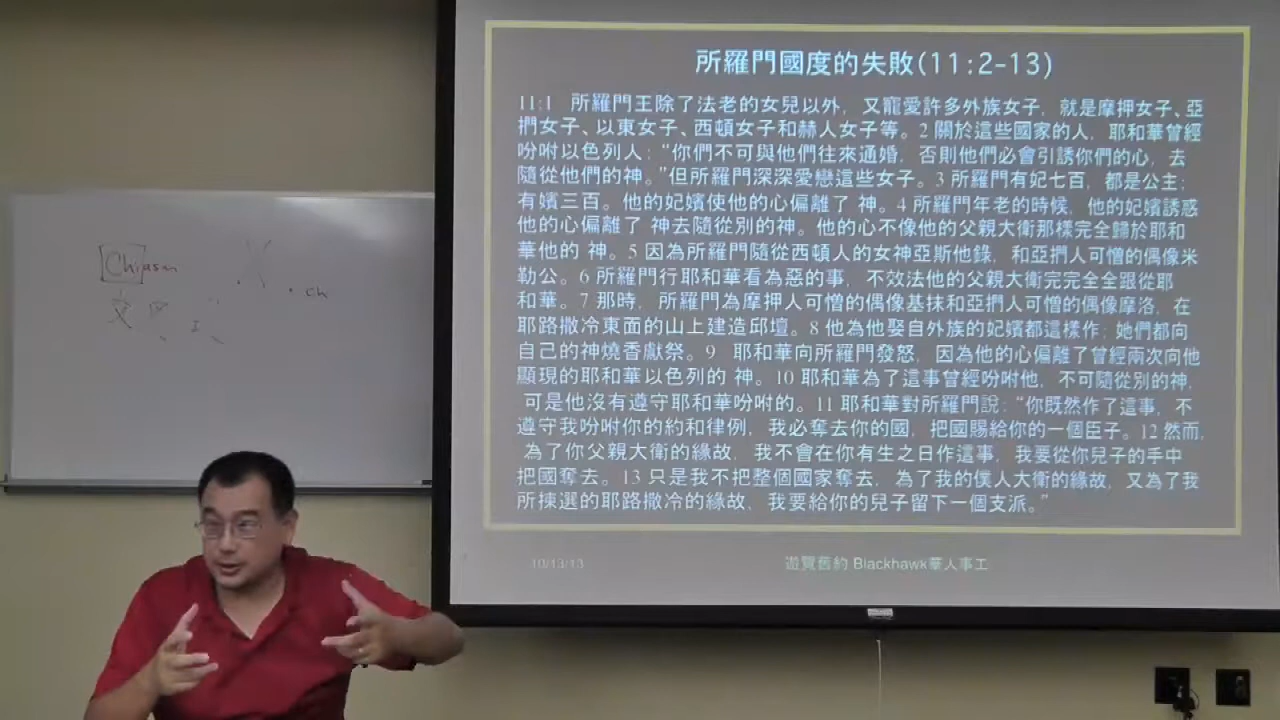 所羅門國度的失敗(11:2-13)
11:1 所羅門王除了法老的女兒以外，又寵愛許多外族女子，就是摩押女子、亞
捫女子、以東女子、西頓女子和赫人女子等。2 關於這些國家的人，耶和華曾經
吩咐以色列人：“你們不可與他們往來通婚，否則他們必會引誘你們的心，去
隨從他們的神。”但所羅門深深愛戀這些女子。3 所羅門有妃七百，都是公主；
有嬪三百。他的妃嬪使他的心偏離了 神。4 所羅門年老的時候，他的妃嬪誘惑
他的心偏離了 神去隨從別的神。他的心不像他的父親大衛那樣完全歸於耶和
華他的 神。5 因為所羅門隨從西頓人的女神亞斯他錄，和亞捫人可憎的偶像米
勒公。6 所羅門行耶和華看為惡的事，不效法他的父親大衛完完全全跟從耶
和華。7 那時，所羅門為摩押人可憎的偶像基抹和亞捫人可憎的偶像摩洛，在
耶路撒冷東面的山上建造邱壇。8 他為他娶自外族的妃嬪都這樣作；她們都向
自己的神燒香獻祭。9 耶和華向所羅門發怒，因為他的心偏離了曾經兩次向他
顯現的耶和華以色列的 神。10 耶和華為了這事曾經吩咐他，不可隨從別的神，
可是他沒有遵守耶和華吩咐的。11 耶和華對所羅門說：“你既然作了這事，不
遵守我吩咐你的約和律例，我必奪去你的國，把國賜給你的一個臣子。12 然而，
為了你父親大衛的緣故，我不會在你有生之日作這事，我要從你兒子的手中
把國奪去。13 只是我不把整個國家奪去，為了我的僕人大衛的緣故，又為了我
所揀選的耶路撒冷的緣故，我要給你的兒子留下一個支派。”
10/13/13
遊覽舊約 Blackhawk華人事工
Chiasm
X
ch